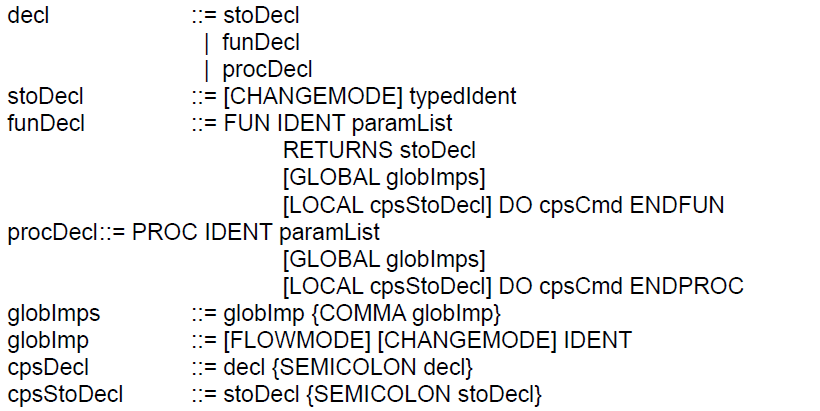 decl ::= stoDecl
| funDecl
| procDecl
stoDecl ::= [CHANGEMODE] typedIdent
funDecl ::= FUN IDENT paramList
RETURNS stoDecl
[GLOBAL globImps]
[LOCAL cpsStoDecl] DO cpsCmd ENDFUN
procDecl::= PROC IDENT paramList
[GLOBAL globImps]
[LOCAL cpsStoDecl] DO cpsCmd ENDPROC
globImps ::= globImp {COMMA globImp}
globImp ::= [FLOWMODE] [CHANGEMODE] IDENT
cpsDecl ::= decl {SEMICOLON decl}
cpsStoDecl ::= stoDecl {SEMICOLON stoDecl}